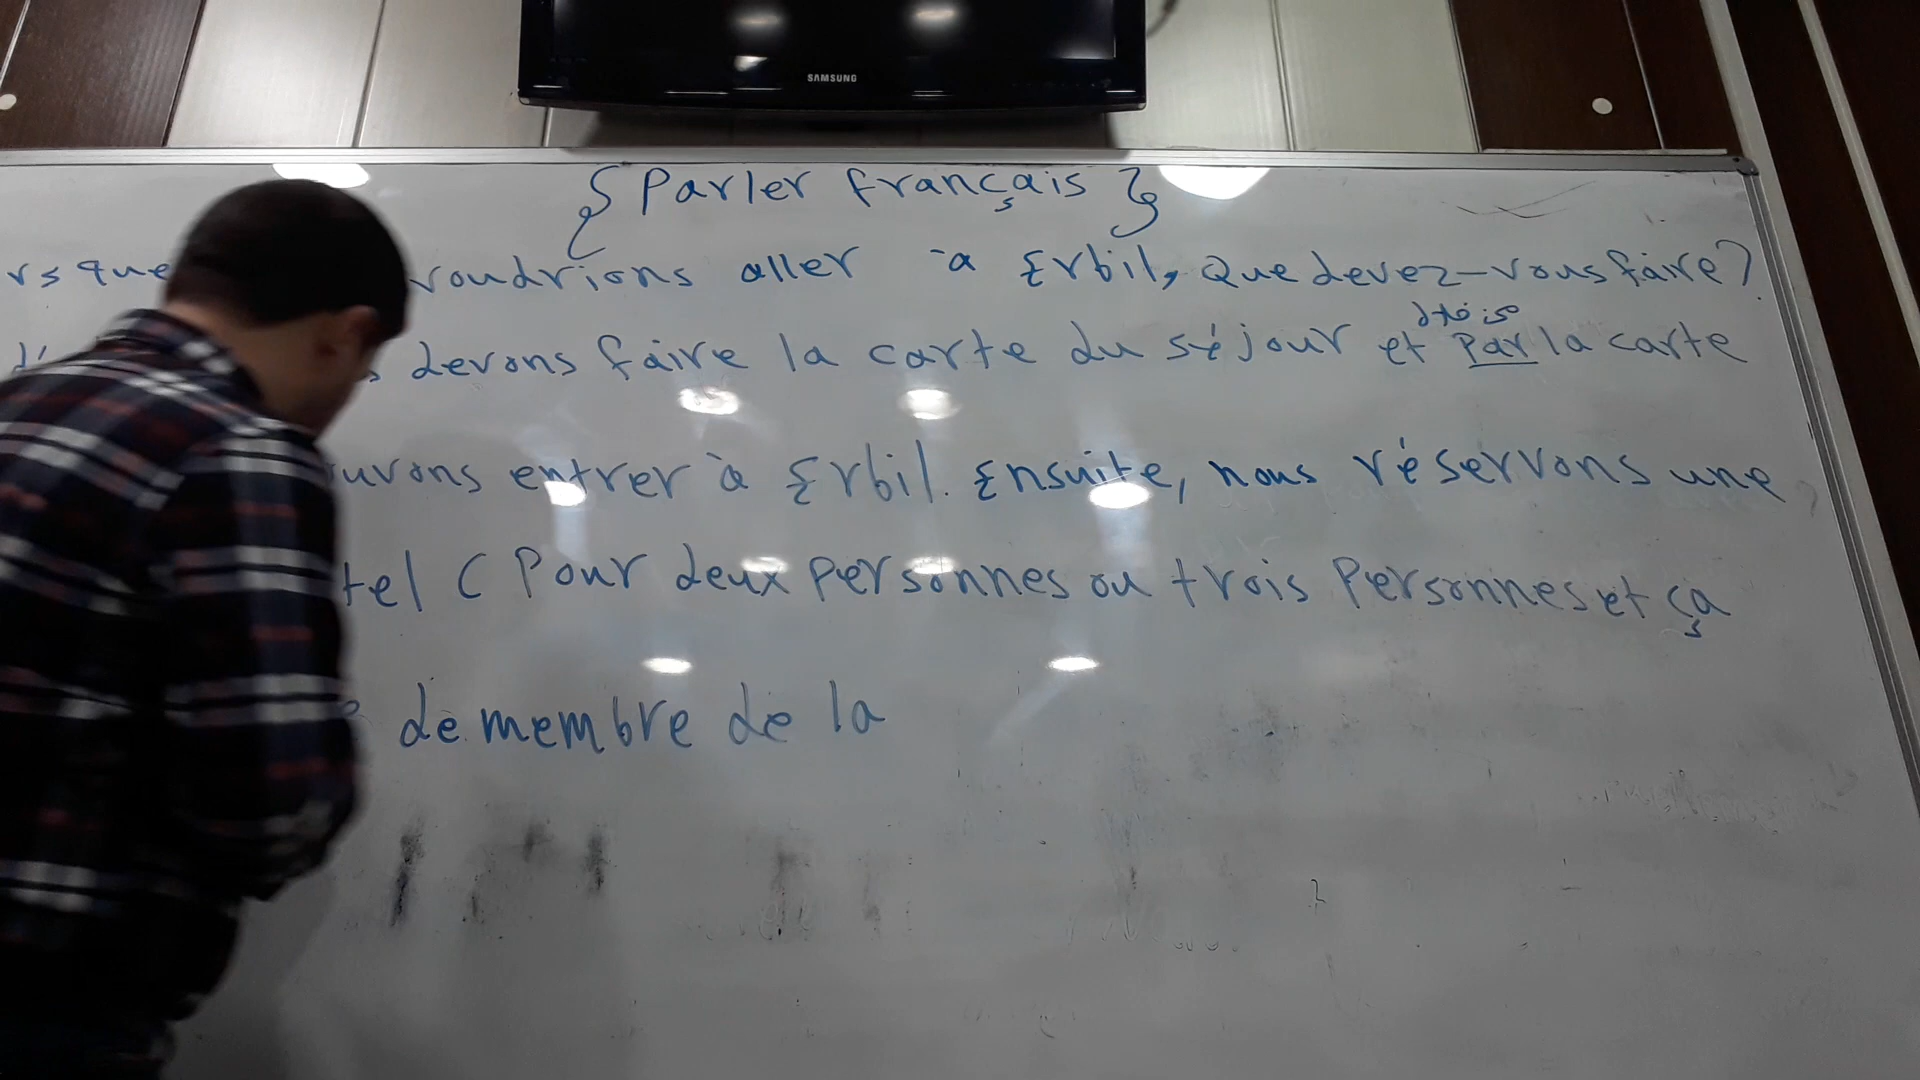 SAMSUNG
{ Parler français }
rsque voudrions aller à Erbil, Que devez-vous faire?
d' devons faire la carte du séjour et Par la carte
uvons entrer à Erbil. Ensuite, nous réservons une
tel ( Pour deux personnes ou trois Personnes et ça
de membre de la